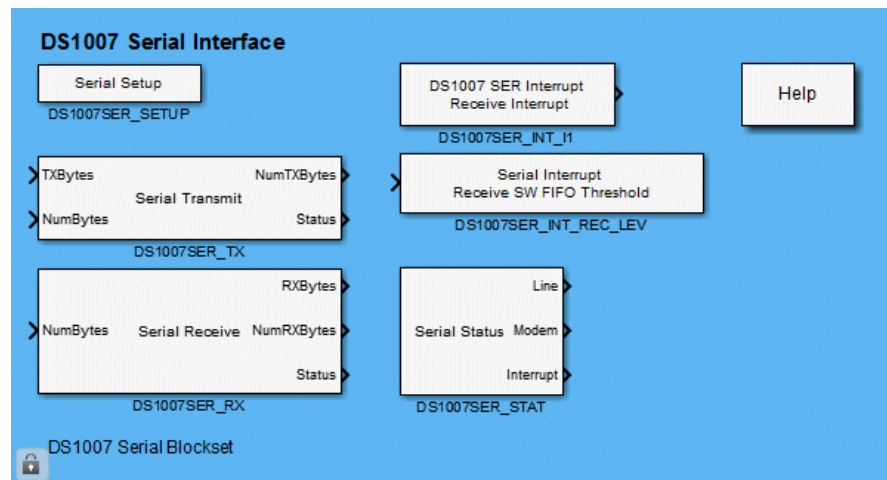 DS1007 Serial Interface
Serial Setup
DS1007SER_SETUP
DS1007 SER Interrupt
Receive Interrupt
DS1007SER_INT_I1
Help
TXBytes
NumBytes
Serial Transmit
NumTXBytes
Status
DS1007SER_TX
Serial Interrupt
Receive SW FIFO Threshold
DS1007SER_INT_REC_LEV
NumBytes
Serial Receive
RXBytes
NumRXBytes
Status
DS1007SER_RX
Serial Status
Line
Modem
Interrupt
DS1007SER_STAT
DS1007 Serial Blockset